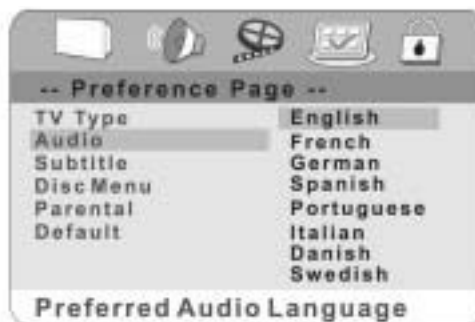 -- Preference Page --
TV Type
Audio
Subtitle
Disc Menu
Parental
Default
English
French
German
Spanish
Portuguese
Italian
Danish
Swedish
Preferred Audio Language